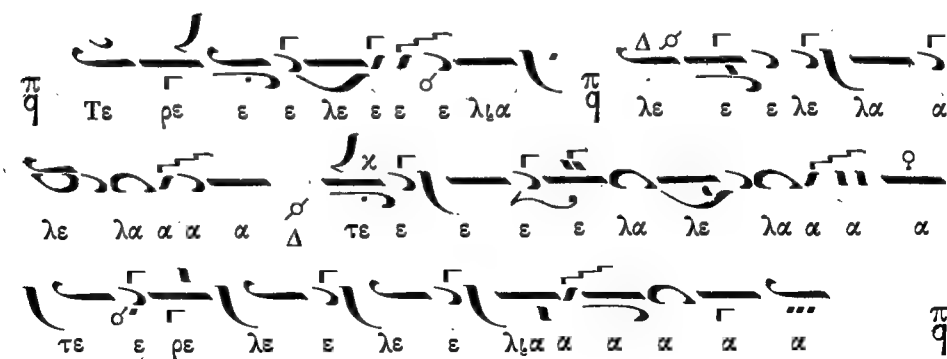 π q Τε ρε ε ε λε ε ε ε λια π q λε ε ε λε λα α
λε λα α α α Δ τε ε ε ε ε λα λε λα α α α
τε ε ρε λε ε λε ε λια α α α α α π q